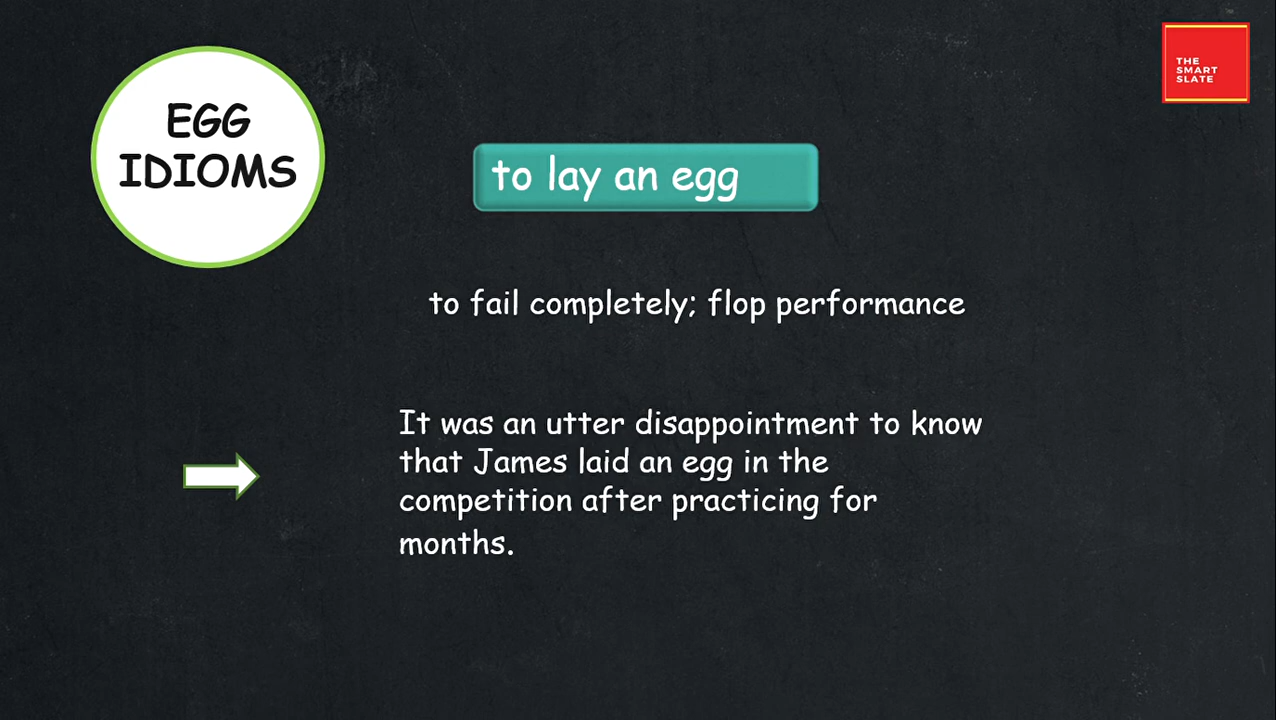 EGG
IDIOMS
THE
SMART
SLATE
to lay an egg
to fail completely; flop performance
It was an utter disappointment to know
that James laid an egg in the
competition after practicing for
months.